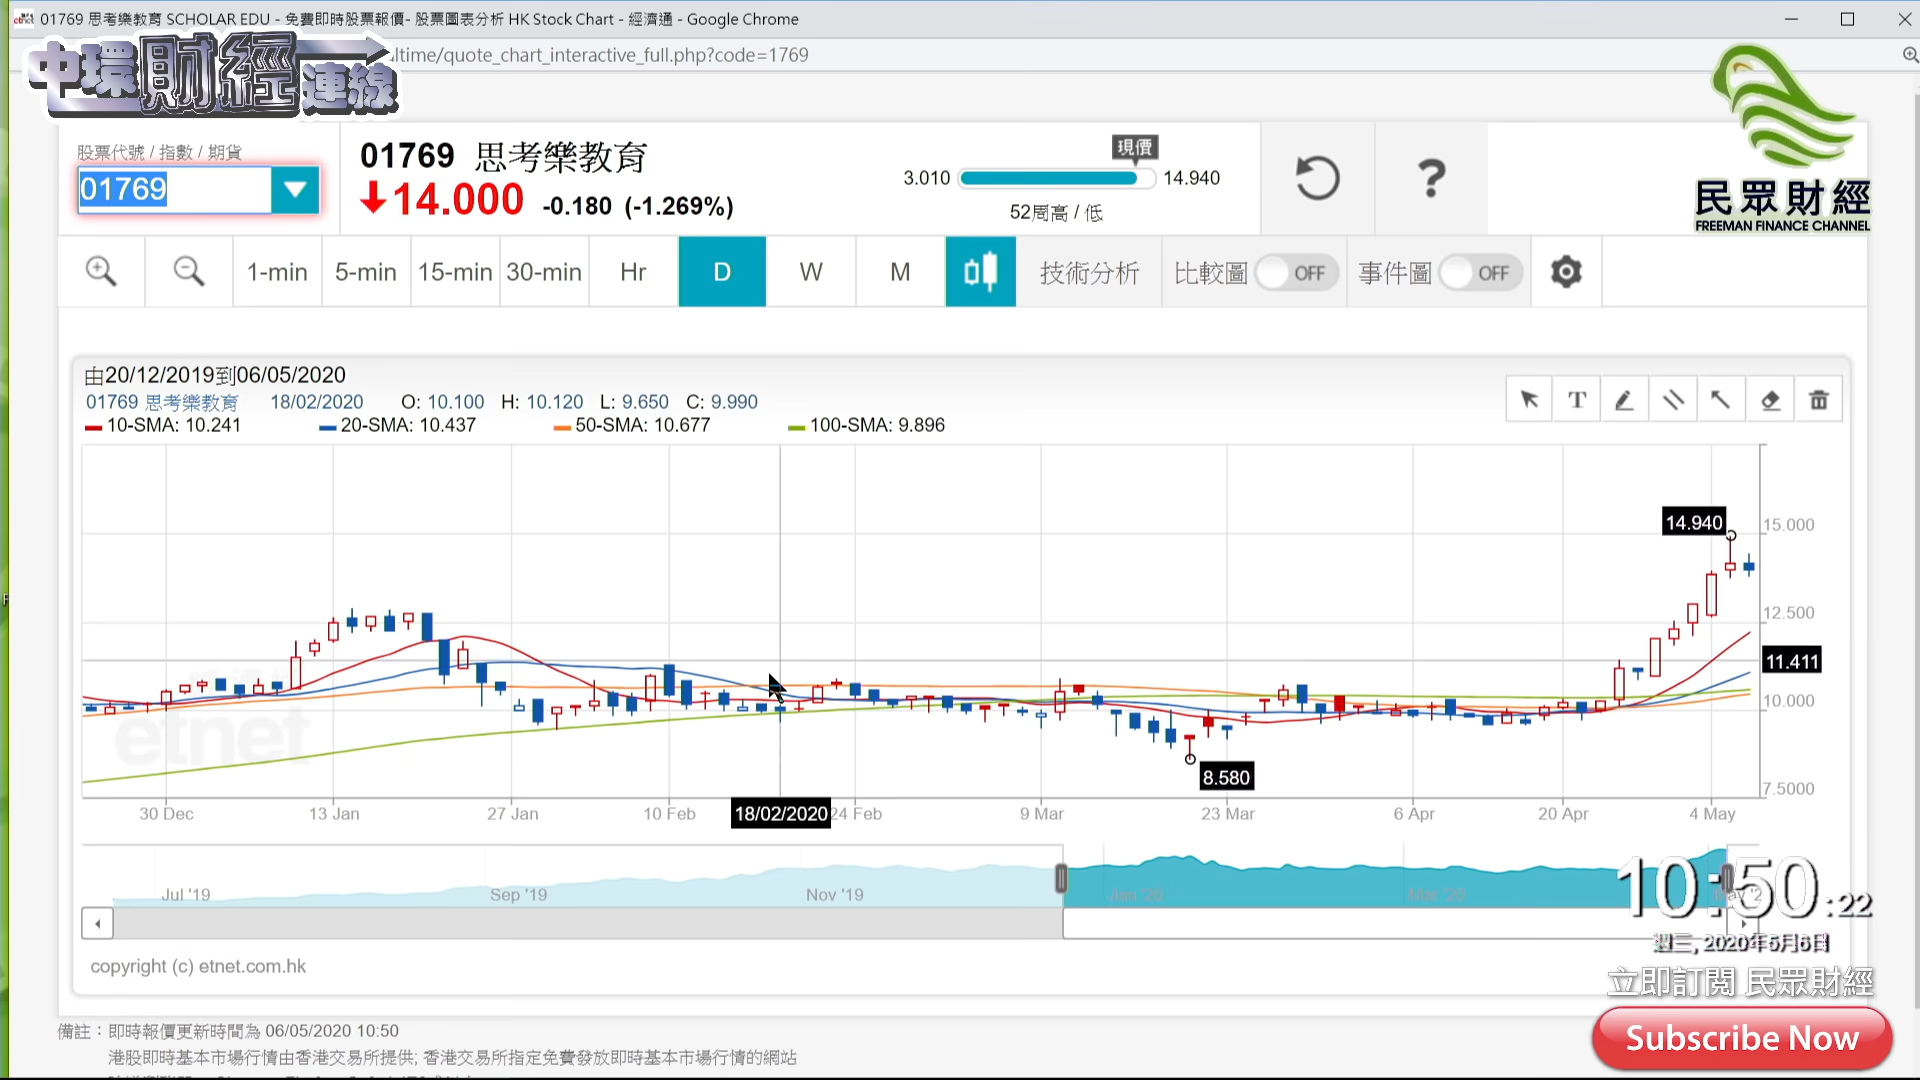 01769 思考樂教育 SCHOLAR EDU - 免費即時股票報價- 股票圖表分析 HK Stock Chart - 經濟通 - Google Chrome
中環財經連線
ltime/quote_chart_interactive_full.php?code=1769
股票代號 / 指數 / 期貨
01769
01769 思考樂教育
14.000 -0.180 (-1.269%)
現價
3.010 14.940
52周高 / 低
?
民眾財經
FREEMAN FINANCE CHANNEL
1-min 5-min 15-min 30-min Hr D W M 技術分析 比較圖 OFF 事件圖 OFF
由20/12/2019到06/05/2020
01769 思考樂教育 18/02/2020 O: 10.100 H: 10.120 L: 9.650 C: 9.990
10-SMA: 10.241 20-SMA: 10.437 50-SMA: 10.677 100-SMA: 9.896
T
14.940
15.000
12.500
11.411
10.000
etnet
8.580
7.5000
30 Dec 13 Jan 27 Jan 10 Feb 18/02/2020 24 Feb 9 Mar 23 Mar 6 Apr 20 Apr 4 May
Jul '19 Sep '19 Nov '19 Jan '20 Mar '20
10:50:22
週三, 2020年5月6日
copyright (c) etnet.com.hk
立即訂閱 民眾財經
Subscribe Now
備註：即時報價更新時間為 06/05/2020 10:50
港股即時基本市場行情由香港交易所提供; 香港交易所指定免費發放即時基本市場行情的網站